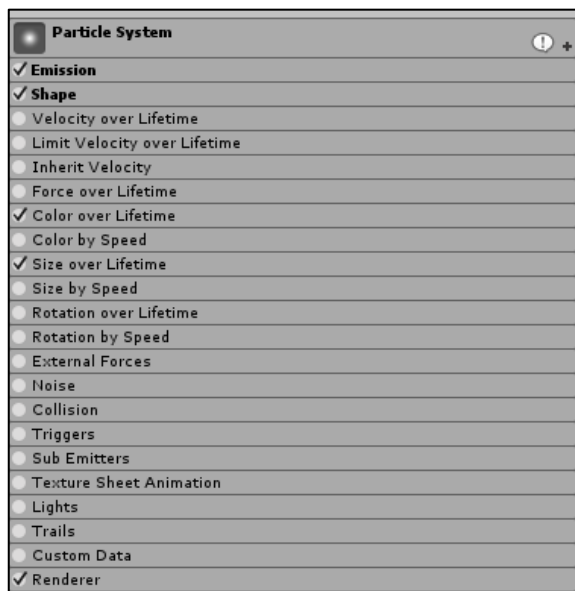 Particle System
Emission
Shape
Velocity over Lifetime
Limit Velocity over Lifetime
Inherit Velocity
Force over Lifetime
Color over Lifetime
Color by Speed
Size over Lifetime
Size by Speed
Rotation over Lifetime
Rotation by Speed
External Forces
Noise
Collision
Triggers
Sub Emitters
Texture Sheet Animation
Lights
Trails
Custom Data
Renderer